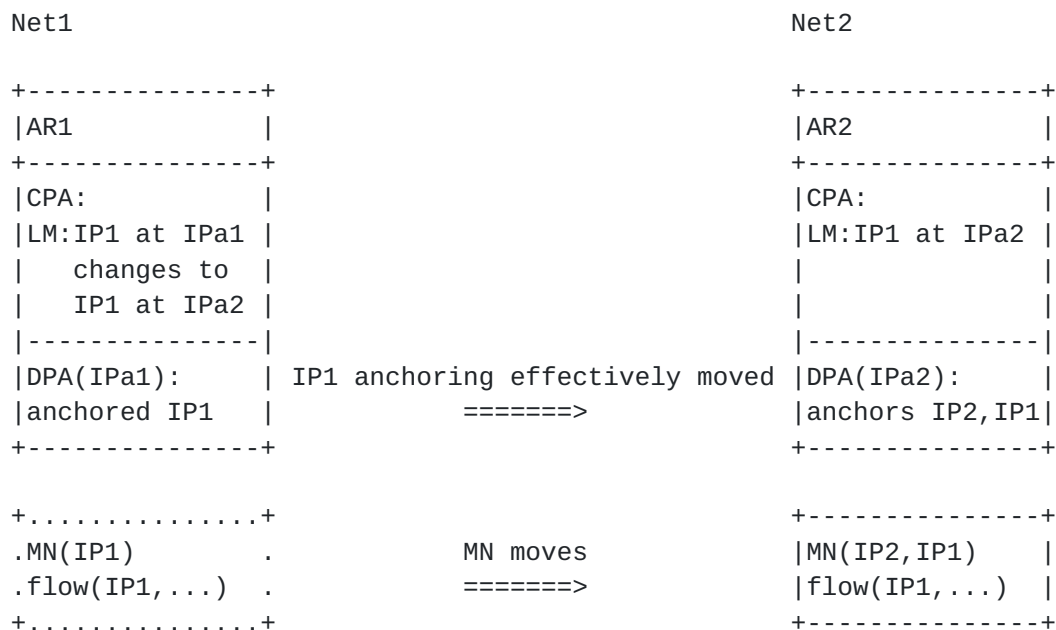 Net1                                      Net2

+---------------+                         +---------------+
|AR1            |                         |AR2            |
+---------------+                         +---------------+
|CPA:           |                         |CPA:           |
|LM:IP1 at IPa1 |                         |LM:IP1 at IPa2 |
|   changes to  |                         |               |
|   IP1 at IPa2 |                         |               |
|---------------|                         |---------------|
|DPA(IPa1):     | IP1 anchoring effectively moved |DPA(IPa2):     |
|anchored IP1   |         =======>        |anchors IP2,IP1|
+---------------+                         +---------------+

+...............+                         +---------------+
.MN(IP1)        .         MN moves        |MN(IP2,IP1)    |
.flow(IP1,...)  .         =======>        |flow(IP1,...)  |
+...............+                         +---------------+